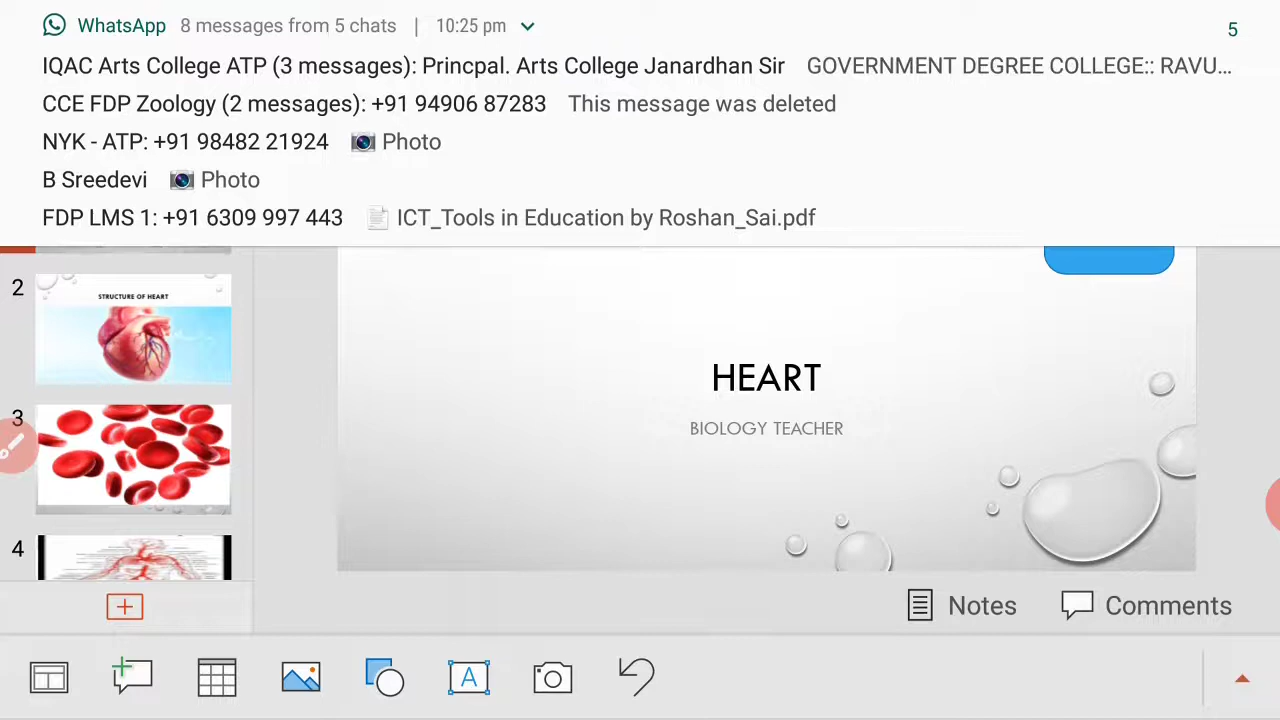 WhatsApp 8 messages from 5 chats | 10:25 pm
5
IQAC Arts College ATP (3 messages): Princpal. Arts College Janardhan Sir GOVERNMENT DEGREE COLLEGE:: RAVU...
CCE FDP Zoology (2 messages): +91 94906 87283 This message was deleted
NYK - ATP: +91 98482 21924 Photo
B Sreedevi Photo
FDP LMS 1: +91 6309 997 443 ICT_Tools in Education by Roshan_Sai.pdf
2
STRUCTURE OF HEART
3
4
HEART
BIOLOGY TEACHER
Notes Comments
A